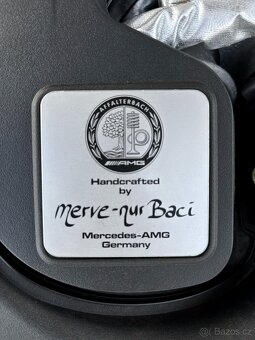 AFFALTERBACH
AMG
Handcrafted
by
Merve-nur Baci
Mercedes-AMG
Germany
Bazos.cz